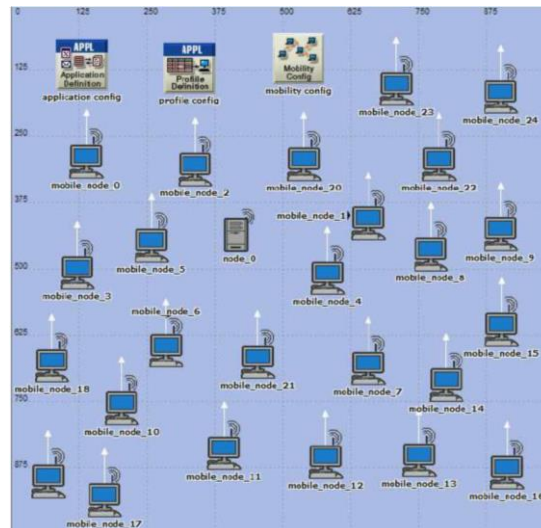 0 125 250 375 500 625 750 875
APPL
Application
Definition
application config
APPL
Profile
Definition
profile config
Mobility
Config
mobility config
mobile_node_23
mobile_node_24
125
250
mobile_node_0
mobile_node_2
mobile_node_20
mobile_node_22
375
mobile_node_1
mobile_node_5
node_0
mobile_node_8
mobile_node_9
500
mobile_node_3
mobile_node_4
mobile_node_6
625
mobile_node_15
mobile_node_18
mobile_node_21
mobile_node_7
750
mobile_node_10
mobile_node_14
875
mobile_node_11
mobile_node_12
mobile_node_13
mobile_node_16
mobile_node_17